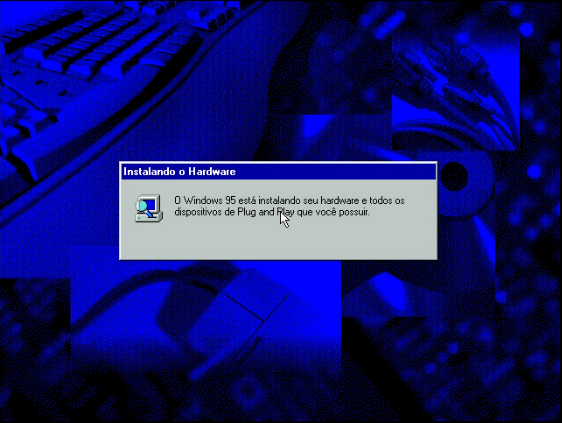 Instalando o Hardware
O Windows 95 está instalando seu hardware e todos os
dispositivos de Plug and Play que você possuir.